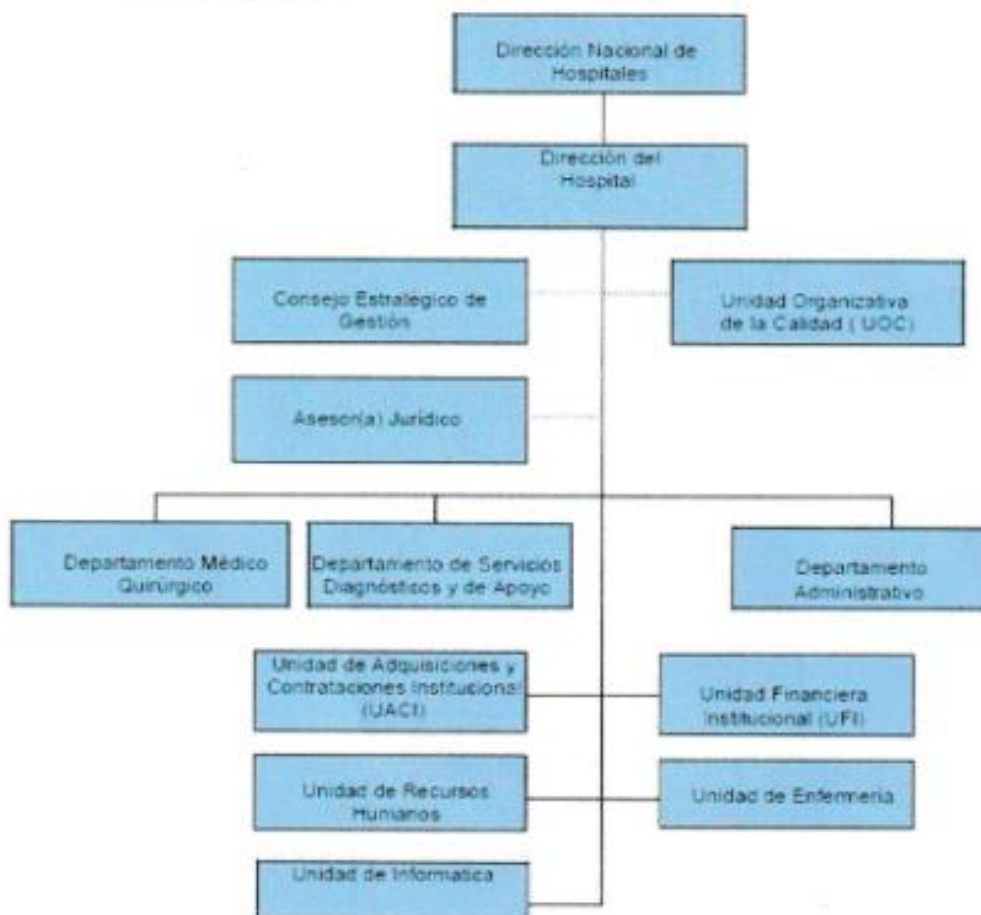 Dirección Nacional de
Hospitales
Dirección del
Hospital
Consejo Estratégico de
Gestión
Unidad Organizativa
de la Calidad ( UOC)
Asesor(a) Jurídico
Departamento Médico
Quirúrgico
Departamento de Servicios
Diagnósticos y de Apoyo
Departamento
Administrativo
Unidad de Adquisiciones y
Contrataciones Institucional
(UACI)
Unidad Financiera
Institucional (UFI)
Unidad de Recursos
Humanos
Unidad de Enfermería
Unidad de Informatica